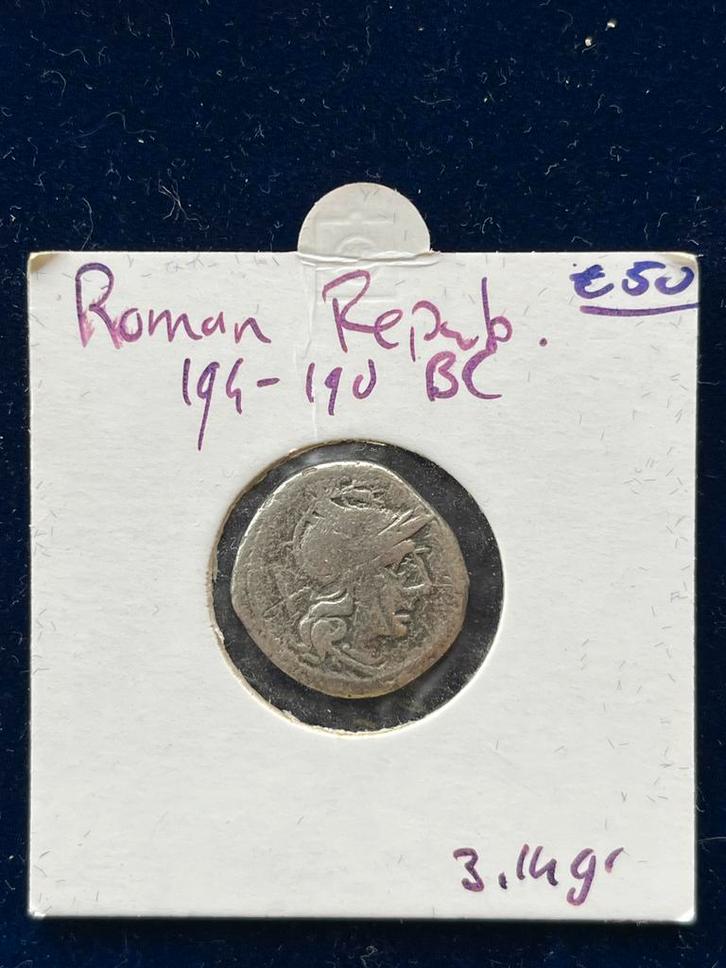 Roman Repub.
€50
194-190 BC
3.14gr